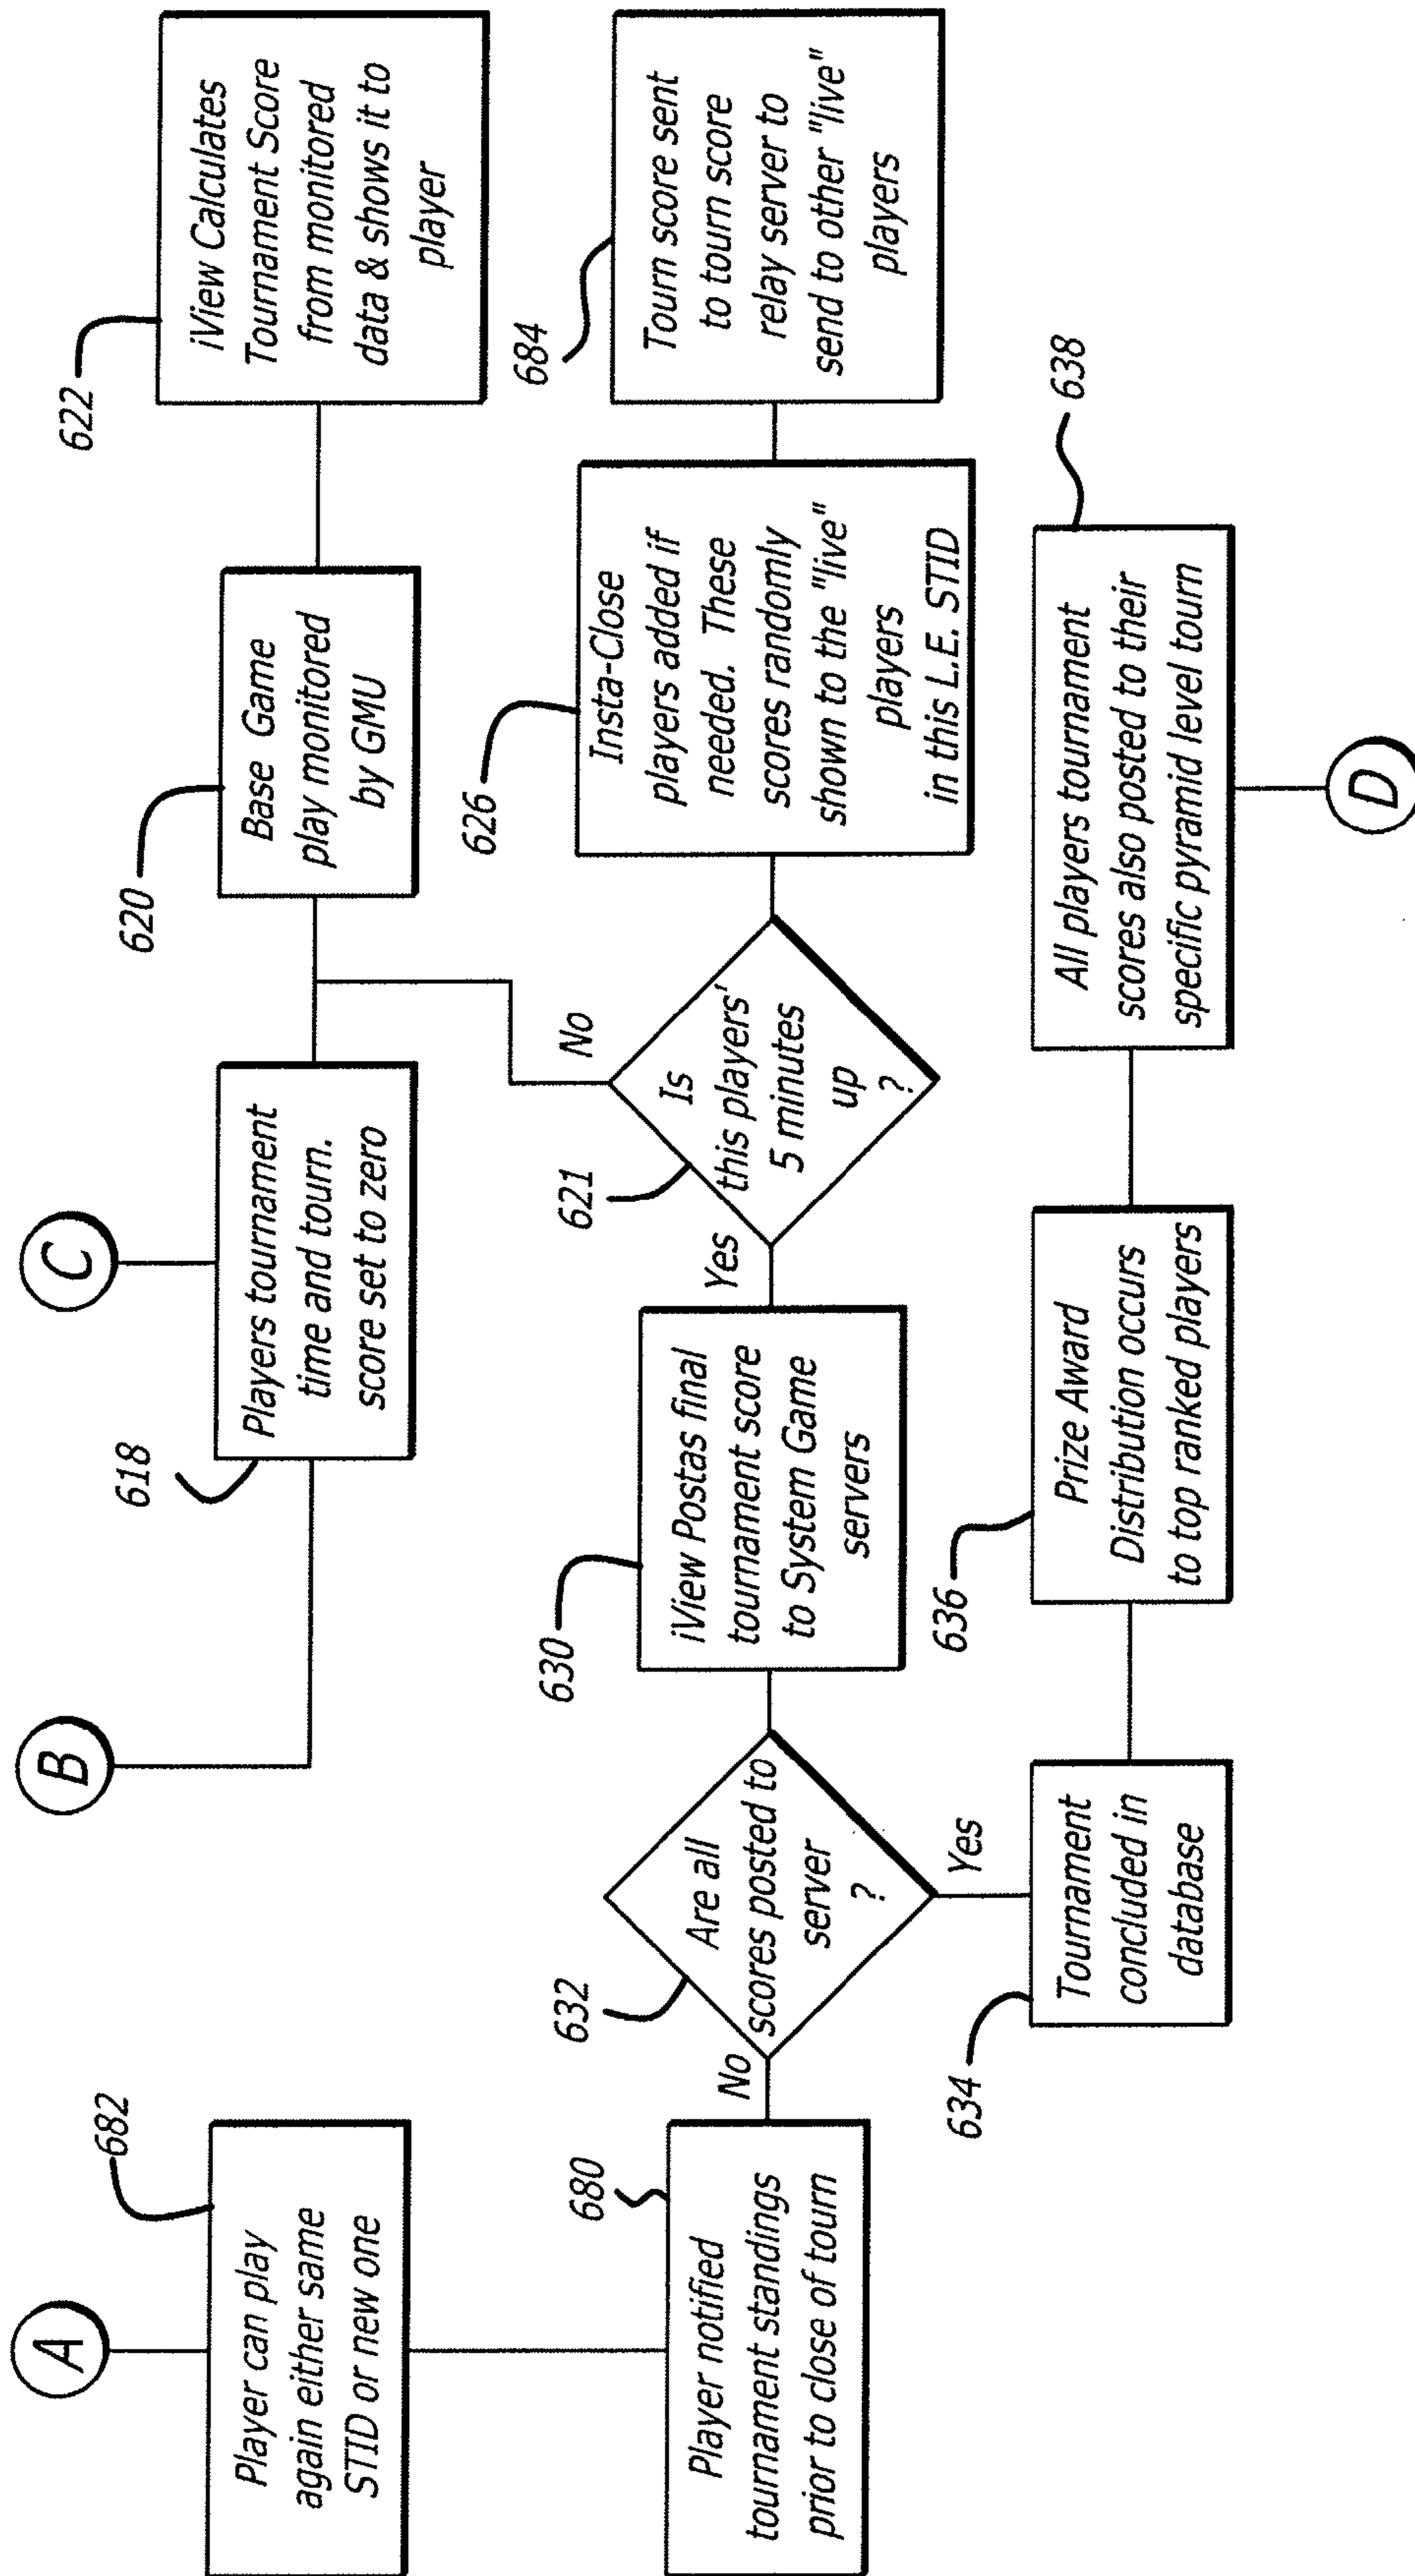 A
B
C
682
Player can play
again either same
STID or new one
618
Players tournament
time and tourn.
score set to zero
620
Base Game
play monitored
by GMU
622
iView Calculates
Tournament Score
from monitored
data & shows it to
player
680
Player notified
tournament standings
prior to close of tourn
No
632
Are all
scores posted to
server
?
Yes
630
iView Postas final
tournament score
to System Game
servers
Yes
621
Is
this players'
5 minutes
up
?
No
626
Insta-Close
players added if
needed. These
scores randomly
shown to the "live"
players
in this L.E. STID
684
Tourn score sent
to tourn score
relay server to
send to other "live"
players
634
Tournament
concluded in
database
636
Prize Award
Distribution occurs
to top ranked players
638
All players tournament
scores also posted to their
specific pyramid level tourn
D